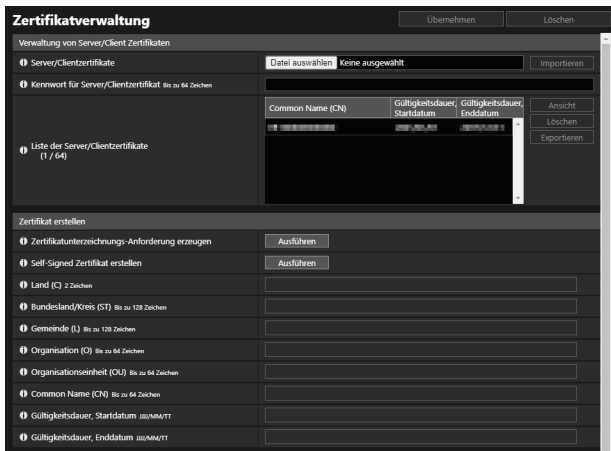 Zertifikatverwaltung
Übernehmen
Löschen
Verwaltung von Server/Client Zertifikaten
Server/Clientzertifikate
Datei auswählen Keine ausgewählt
Importieren
Kennwort für Server/Clientzertifikat Bis zu 64 Zeichen
Liste der Server/Clientzertifikate
(1 / 64)
Common Name (CN)
Gültigkeitsdauer, Startdatum
Gültigkeitsdauer, Enddatum
Ansicht
Löschen
Exportieren
Zertifikat erstellen
Zertifikatunterzeichnungs-Anforderung erzeugen
Ausführen
Self-Signed Zertifikat erstellen
Ausführen
Land (C) 2 Zeichen
Bundesland/Kreis (ST) Bis zu 128 Zeichen
Gemeinde (L) Bis zu 128 Zeichen
Organisation (O) Bis zu 64 Zeichen
Organisationseinheit (OU) Bis zu 64 Zeichen
Common Name (CN) Bis zu 64 Zeichen
Gültigkeitsdauer, Startdatum JJJJ/MM/TT
Gültigkeitsdauer, Enddatum JJJJ/MM/TT